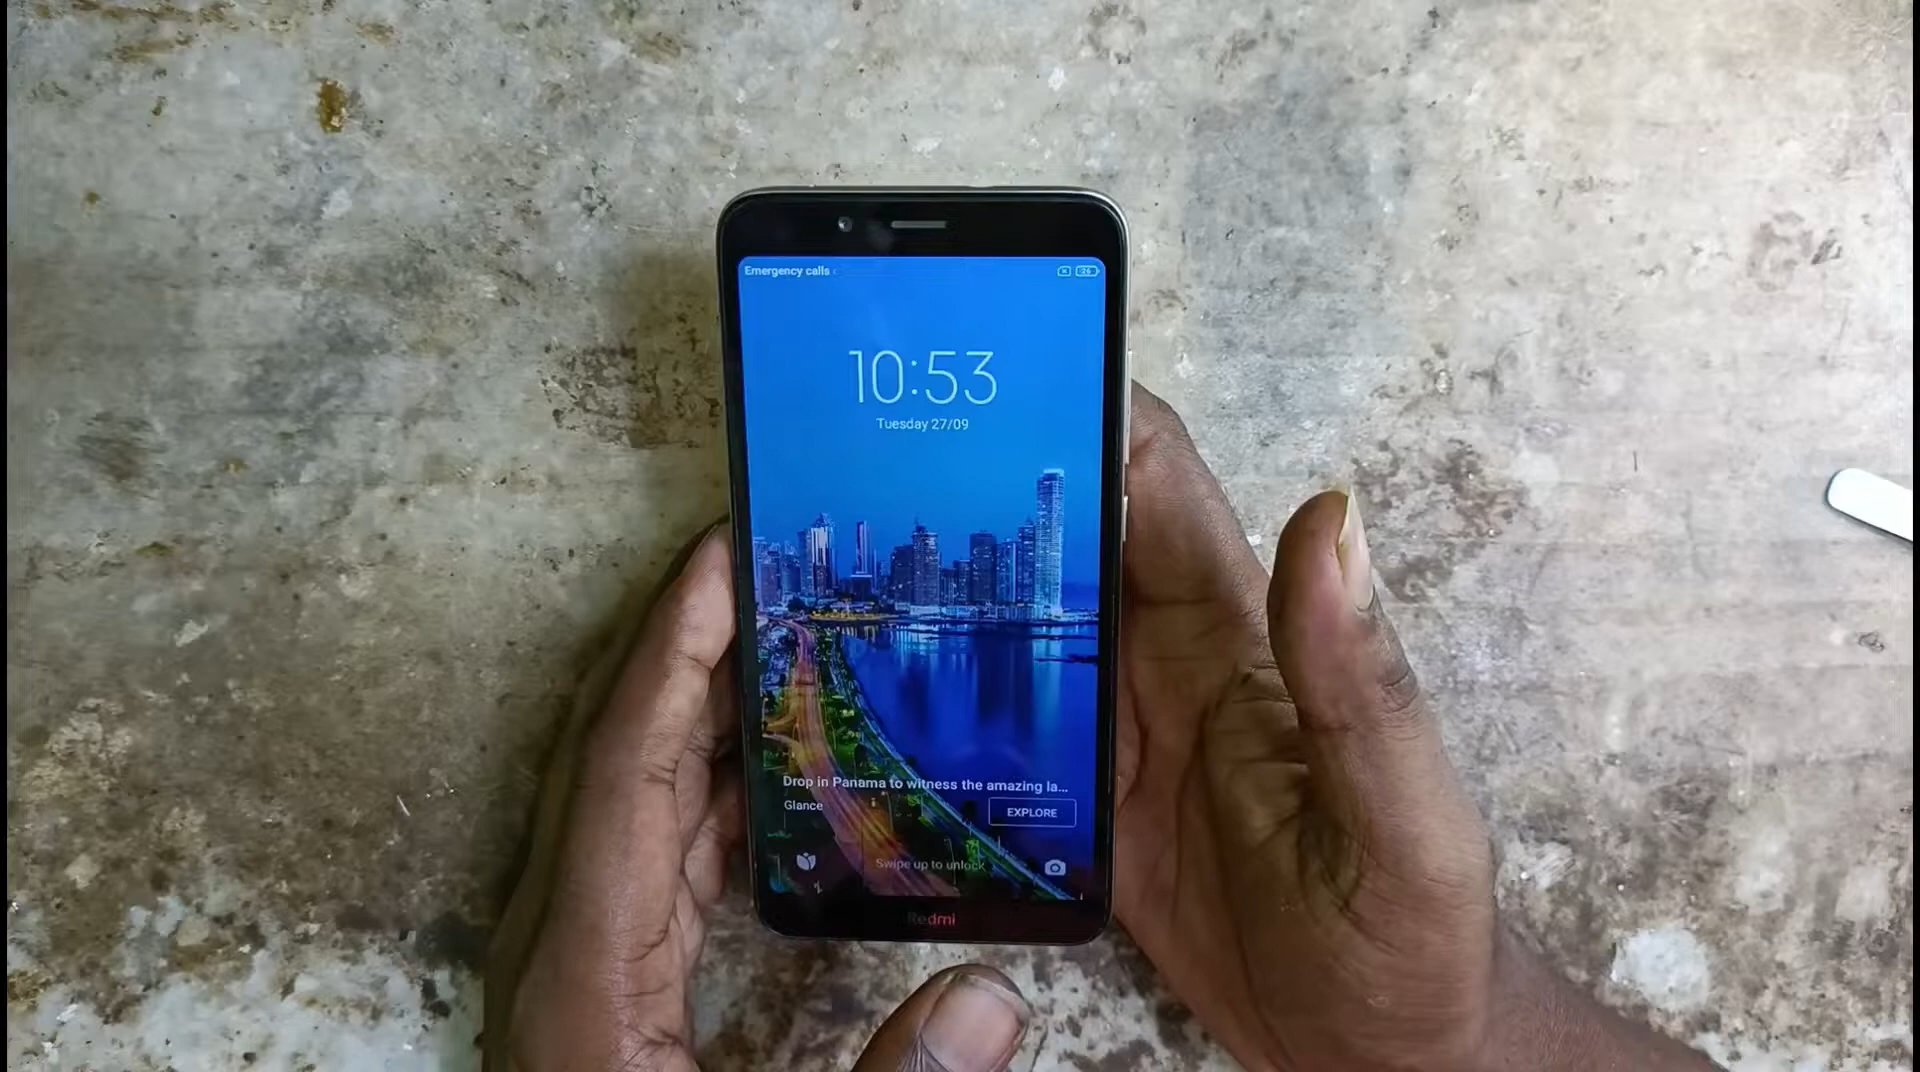 Emergency calls
26
10:53
Tuesday 27/09
Drop in Panama to witness the amazing la...
Glance
EXPLORE
Swipe up to unlock
Redmi